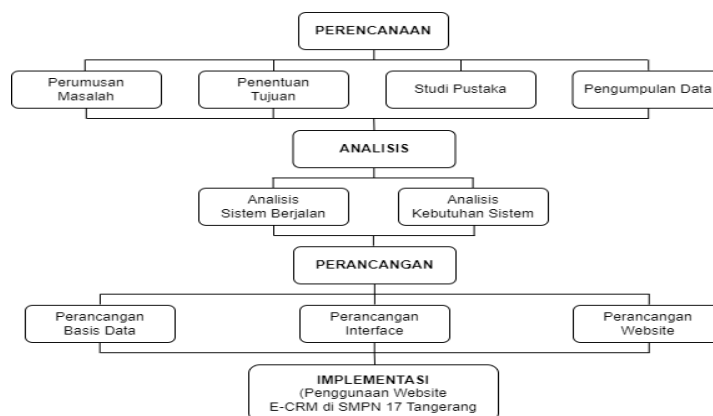 PERENCANAAN
Perumusan
Masalah
Penentuan
Tujuan
Studi Pustaka
Pengumpulan Data
ANALISIS
Analisis
Sistem Berjalan
Analisis
Kebutuhan Sistem
PERANCANGAN
Perancangan
Basis Data
Perancangan
Interface
Perancangan
Website
IMPLEMENTASI
(Penggunaan Website
E-CRM di SMPN 17 Tangerang